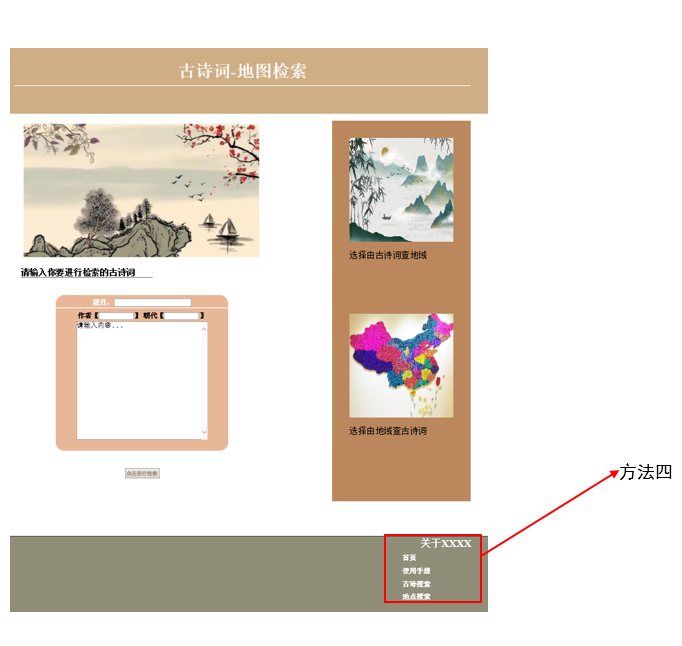 古诗词-地图检索
请输入你要进行检索的古诗词____
题目：
作者【 】 朝代【 】
请输入内容...
点击进行检索
选择由古诗词查地域
选择由地域查古诗词
方法四
关于XXXX
首页
使用手册
古诗搜索
地点搜索